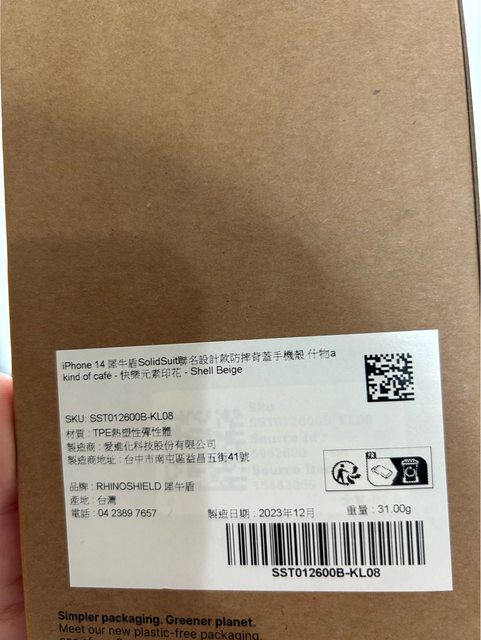 iPhone 14 犀牛盾SolidSuit聯名設計款防摔背蓋手機殼 什物a
kind of café - 快樂元素印花 - Shell Beige
SKU: SST012600B-KL08
材質 : TPE熱塑性彈性體
製造商 : 愛進化科技股份有限公司
製造商地址 : 台中市南屯區益昌五街41號
FR
品牌 : RHINOSHIELD 犀牛盾
產地 : 台灣
電話 : 04 2389 7657
製造日期 : 2023年12月
重量 : 31.00g
SST012600B-KL08
Simpler packaging. Greener planet.
Meet our new plastic-free packaging,